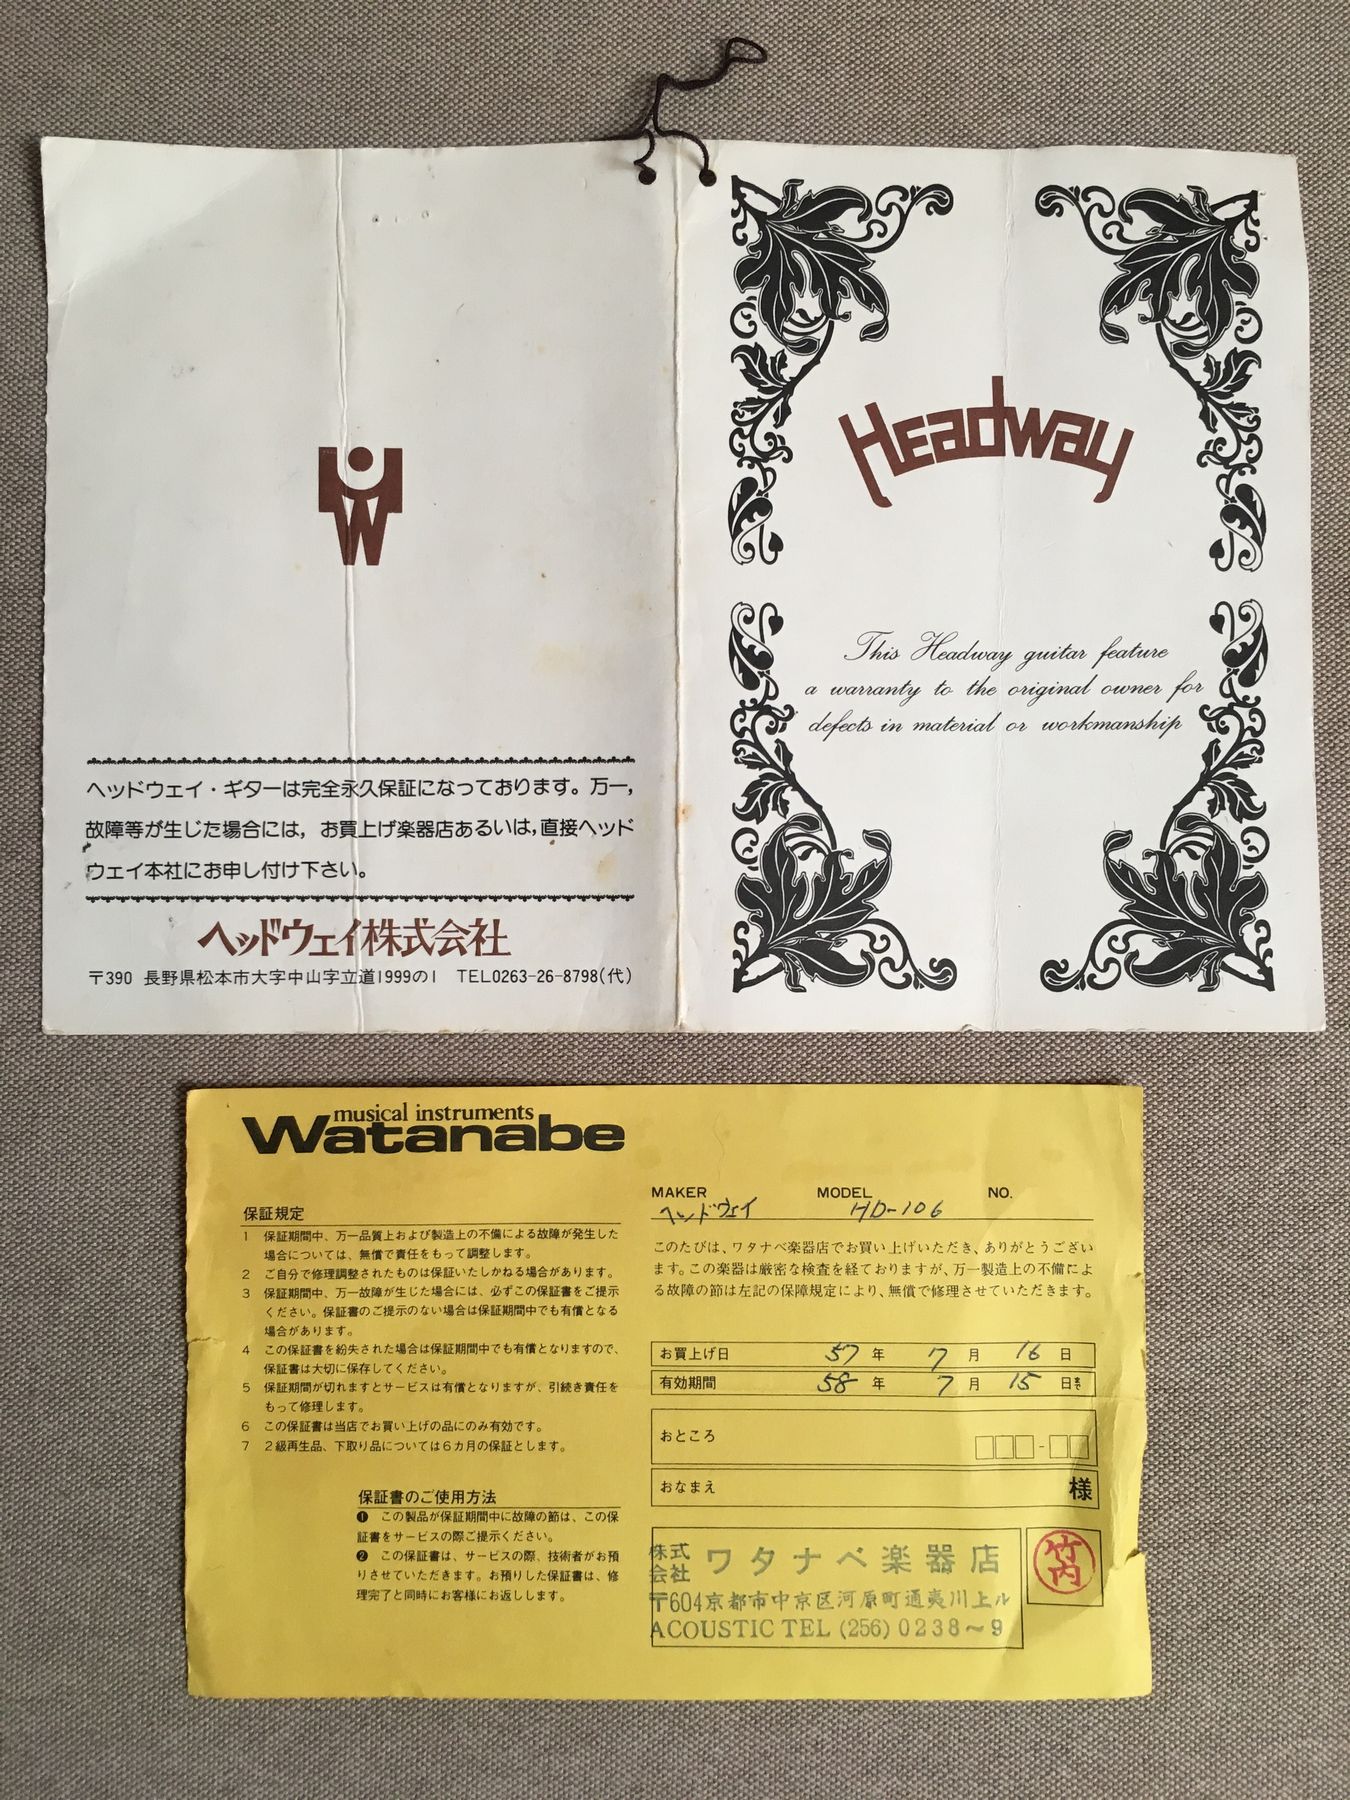 W
ヘッドウェイ・ギターは完全永久保証になっております。万一,
故障等が生じた場合には, お買上げ楽器店あるいは,直接ヘッド
ウェイ本社にお申し付け下さい。
ヘッドウェイ株式会社
〒390 長野県松本市大字中山字立道1999の1 TEL0263-26-8798(代)
Headway
This Headway guitar feature
a warranty to the original owner for
defects in material or workmanship
musical instruments
Watanabe
保証規定
1 保証期間中、万一品質上および製造上の不備による故障が発生した
場合については、無償で責任をもって調整します。
2 ご自分で修理調整されたものは保証いたしかねる場合があります。
3 保証期間中、万一故障が生じた場合には、必ずこの保証書をご提示
ください。保証書のご提示のない場合は保証期間中でも有償となる
場合があります。
4 この保証書を紛失された場合は保証期間中でも有償となりますので、
保証書は大切に保存してください。
5 保証期間が切れますとサービスは有償となりますが、引続き責任を
もって修理します。
6 この保証書は当店でお買い上げの品にのみ有効です。
7 2級再生品、下取り品については6カ月の保証とします。
保証書のご使用方法
❶ この製品が保証期間中に故障の節は、この保
証書をサービスの際ご提示ください。
❷ この保証書は、サービスの際、技術者がお預
りさせていただきます。お預りした保証書は、修
理完了と同時にお客様にお返しします。
MAKER MODEL NO.
ヘッドウェイ HD-106
このたびは、ワタナベ楽器店でお買い上げいただき、ありがとうござい
ます。この楽器は厳密な検査を経ておりますが、万一製造上の不備によ
る故障の節は左記の保障規定により、無償で修理させていただきます。
お買上げ日 57 年 7 月 16 日
有効期間 58 年 7 月 15 日まで
おところ
おなまえ 様
株式会社 ワタナベ楽器店
〒604京都市中京区河原町通夷川上ル
ACOUSTIC TEL (256) 0238~9
竹内